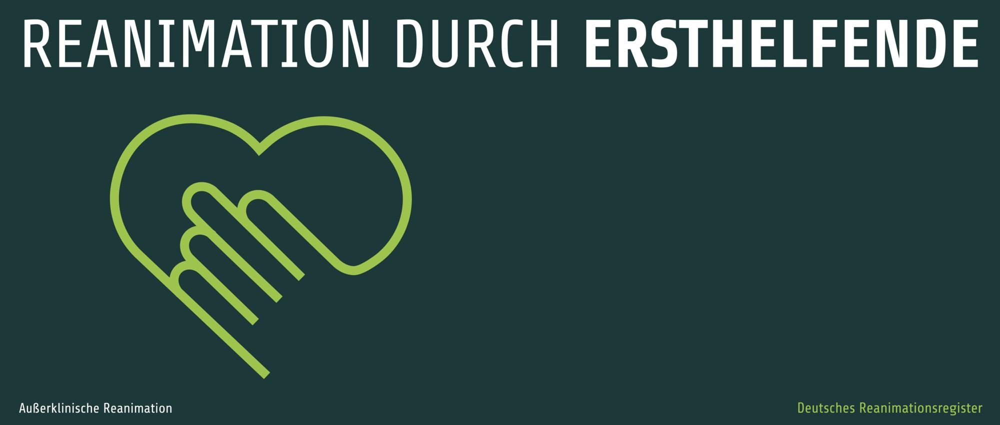 REANIMATION DURCH ERSTHELFENDE
Außerklinische Reanimation
Deutsches Reanimationsregister